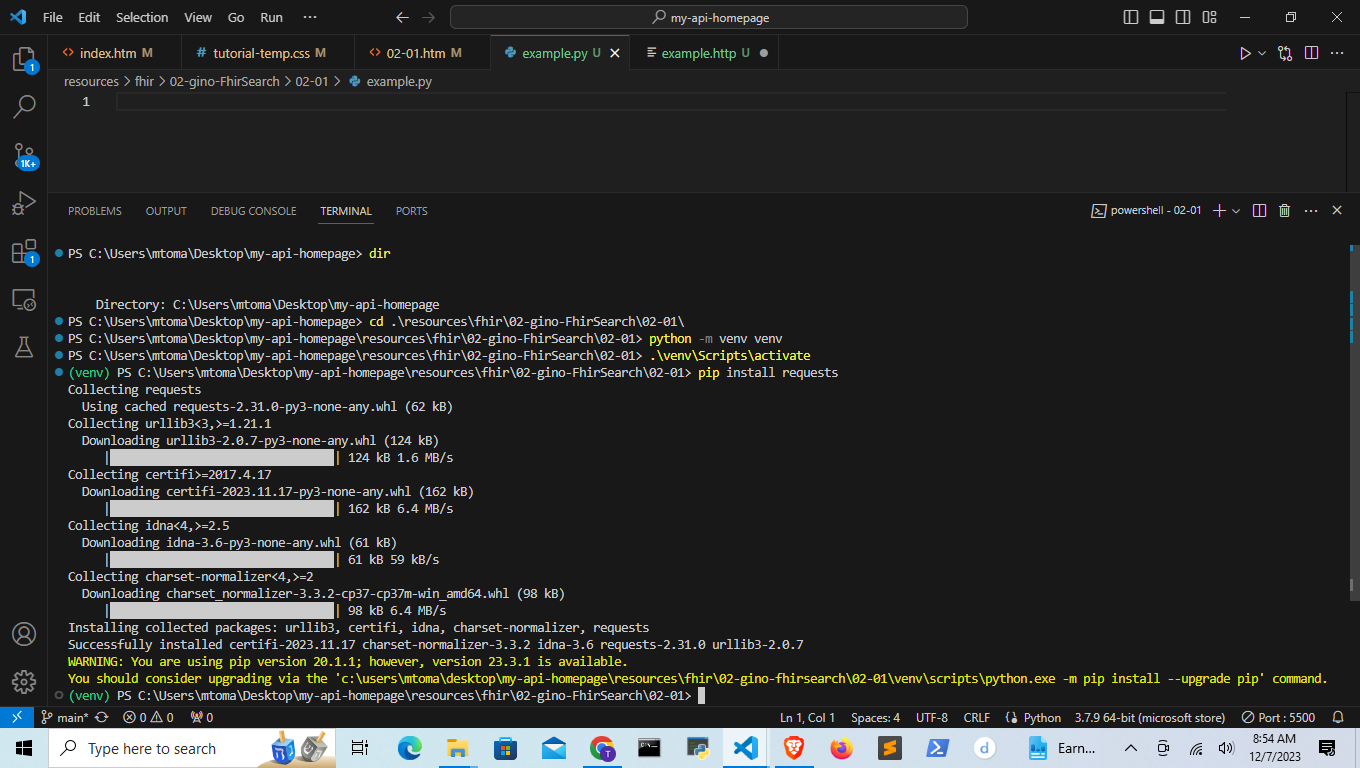 File Edit Selection View Go Run ··· my-api-homepage
index.htm M tutorial-temp.css M 02-01.htm M example.py U example.http U
resources > fhir > 02-gino-FhirSearch > 02-01 > example.py
1
1
1K+
1
PROBLEMS OUTPUT DEBUG CONSOLE TERMINAL PORTS powershell - 02-01
PS C:\Users\mtoma\Desktop\my-api-homepage> dir
Directory: C:\Users\mtoma\Desktop\my-api-homepage
PS C:\Users\mtoma\Desktop\my-api-homepage> cd .\resources\fhir\02-gino-FhirSearch\02-01\
PS C:\Users\mtoma\Desktop\my-api-homepage\resources\fhir\02-gino-FhirSearch\02-01> python -m venv venv
PS C:\Users\mtoma\Desktop\my-api-homepage\resources\fhir\02-gino-FhirSearch\02-01> .\venv\Scripts\activate
(venv) PS C:\Users\mtoma\Desktop\my-api-homepage\resources\fhir\02-gino-FhirSearch\02-01> pip install requests
Collecting requests
Using cached requests-2.31.0-py3-none-any.whl (62 kB)
Collecting urllib3<3,>=1.21.1
Downloading urllib3-2.0.7-py3-none-any.whl (124 kB)
| | 124 kB 1.6 MB/s
Collecting certifi>=2017.4.17
Downloading certifi-2023.11.17-py3-none-any.whl (162 kB)
| | 162 kB 6.4 MB/s
Collecting idna<4,>=2.5
Downloading idna-3.6-py3-none-any.whl (61 kB)
| | 61 kB 59 kB/s
Collecting charset-normalizer<4,>=2
Downloading charset_normalizer-3.3.2-cp37-cp37m-win_amd64.whl (98 kB)
| | 98 kB 6.4 MB/s
Installing collected packages: urllib3, certifi, idna, charset-normalizer, requests
Successfully installed certifi-2023.11.17 charset-normalizer-3.3.2 idna-3.6 requests-2.31.0 urllib3-2.0.7
WARNING: You are using pip version 20.1.1; however, version 23.3.1 is available.
You should consider upgrading via the 'c:\users\mtoma\desktop\my-api-homepage\resources\fhir\02-gino-fhirsearch\02-01\venv\scripts\python.exe -m pip install --upgrade pip' command.
(venv) PS C:\Users\mtoma\Desktop\my-api-homepage\resources\fhir\02-gino-FhirSearch\02-01>
main* 0 0 0 Ln 1, Col 1 Spaces: 4 UTF-8 CRLF Python 3.7.9 64-bit (microsoft store) Port : 5500
Type here to search T d Earn... 8:54 AM
12/7/2023